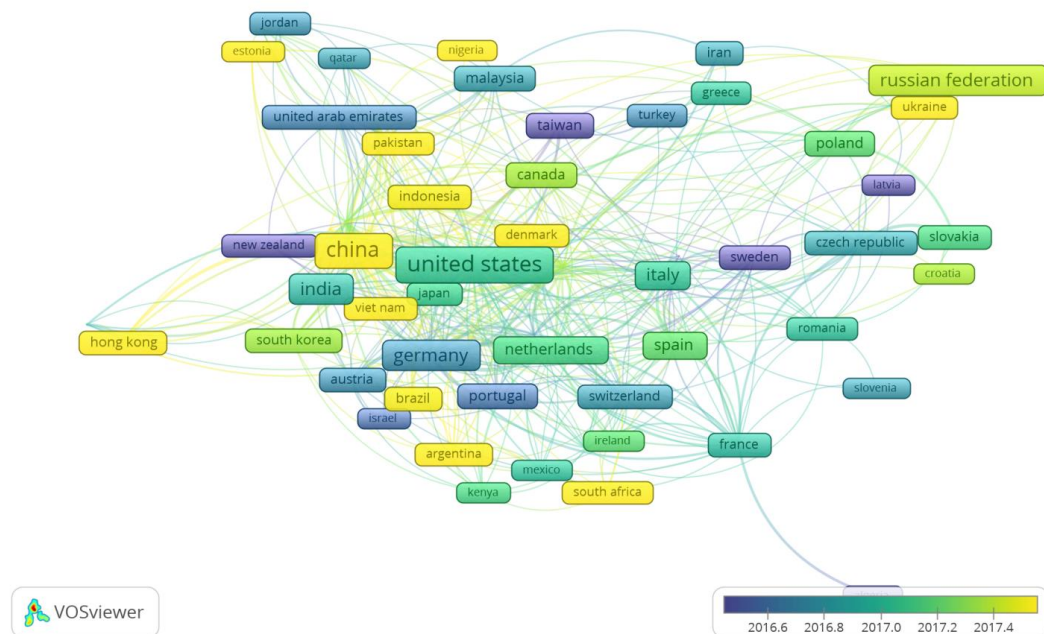 jordan
estonia
qatar
nigeria
malaysia
iran
greece
russian federation
ukraine
united arab emirates
taiwan
turkey
pakistan
poland
canada
latvia
indonesia
new zealand
china
denmark
sweden
czech republic
slovakia
united states
italy
croatia
india
japan
viet nam
hong kong
south korea
romania
germany
netherlands
spain
austria
brazil
israel
portugal
switzerland
slovenia
ireland
france
argentina
mexico
kenya
south africa
VOSviewer
2016.6 2016.8 2017.0 2017.2 2017.4